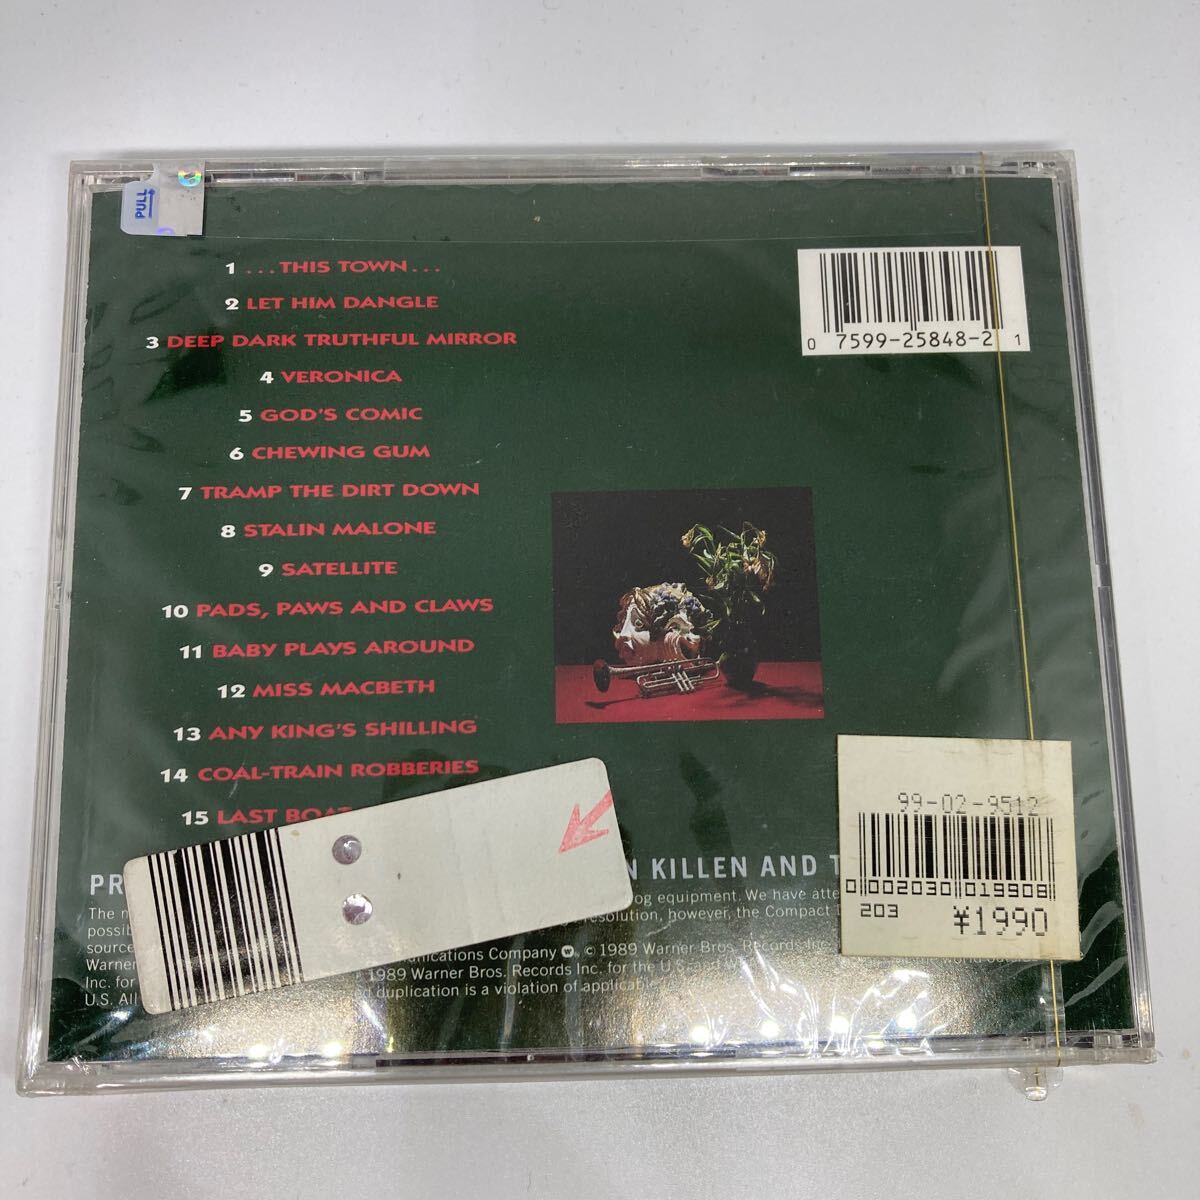 PULL
1 ...THIS TOWN...
2 LET HIM DANGLE
3 DEEP DARK TRUTHFUL MIRROR
4 VERONICA
5 GOD'S COMIC
6 CHEWING GUM
7 TRAMP THE DIRT DOWN
8 STALIN MALONE
9 SATELLITE
10 PADS, PAWS AND CLAWS
11 BABY PLAYS AROUND
12 MISS MACBETH
13 ANY KING'S SHILLING
14 COAL-TRAIN ROBBERIES
15 LAST BOAT
0 7599-25848-2 1
99-02-9512
0 002030 019908
203
¥1990
PR N KILLEN AND T
The m og equipment. We have atte
possib resolution, however, the Compact
source
Warner unications Company © 1989 Warner Bros. Records Inc.
Inc. for 1989 Warner Bros. Records Inc. for the U.S.
U.S. All duplication is a violation of applicable